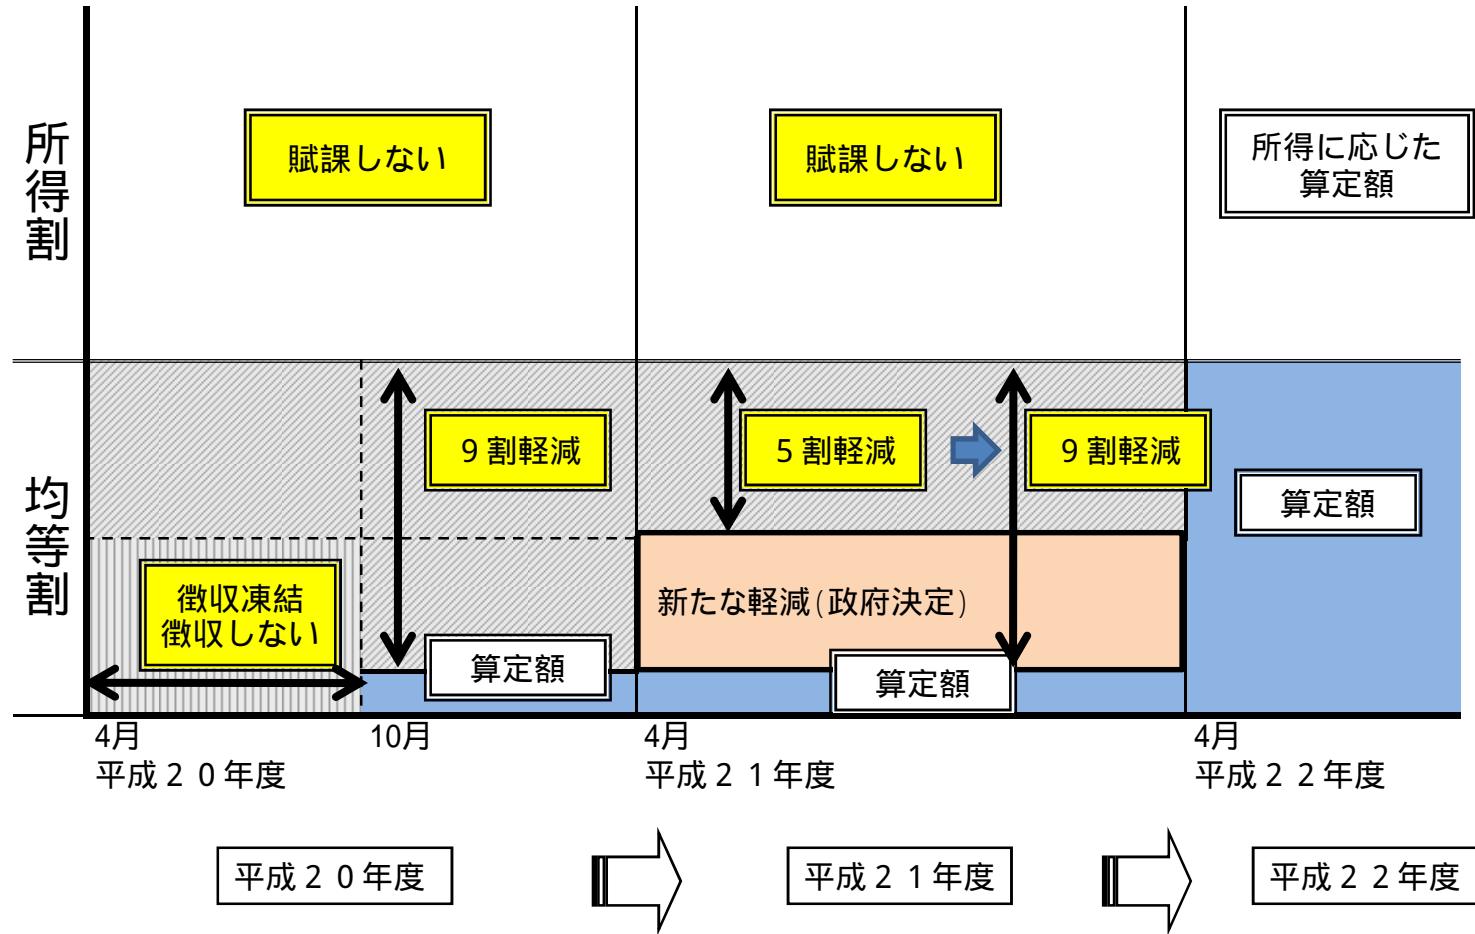 所得割
賦課しない
賦課しない
所得に応じた
算定額
均等割
9割軽減
5割軽減
9割軽減
算定額
徴収凍結
徴収しない
新たな軽減(政府決定)
算定額
算定額
4月
10月
4月
4月
平成20年度
平成21年度
平成22年度
平成20年度
平成21年度
平成22年度